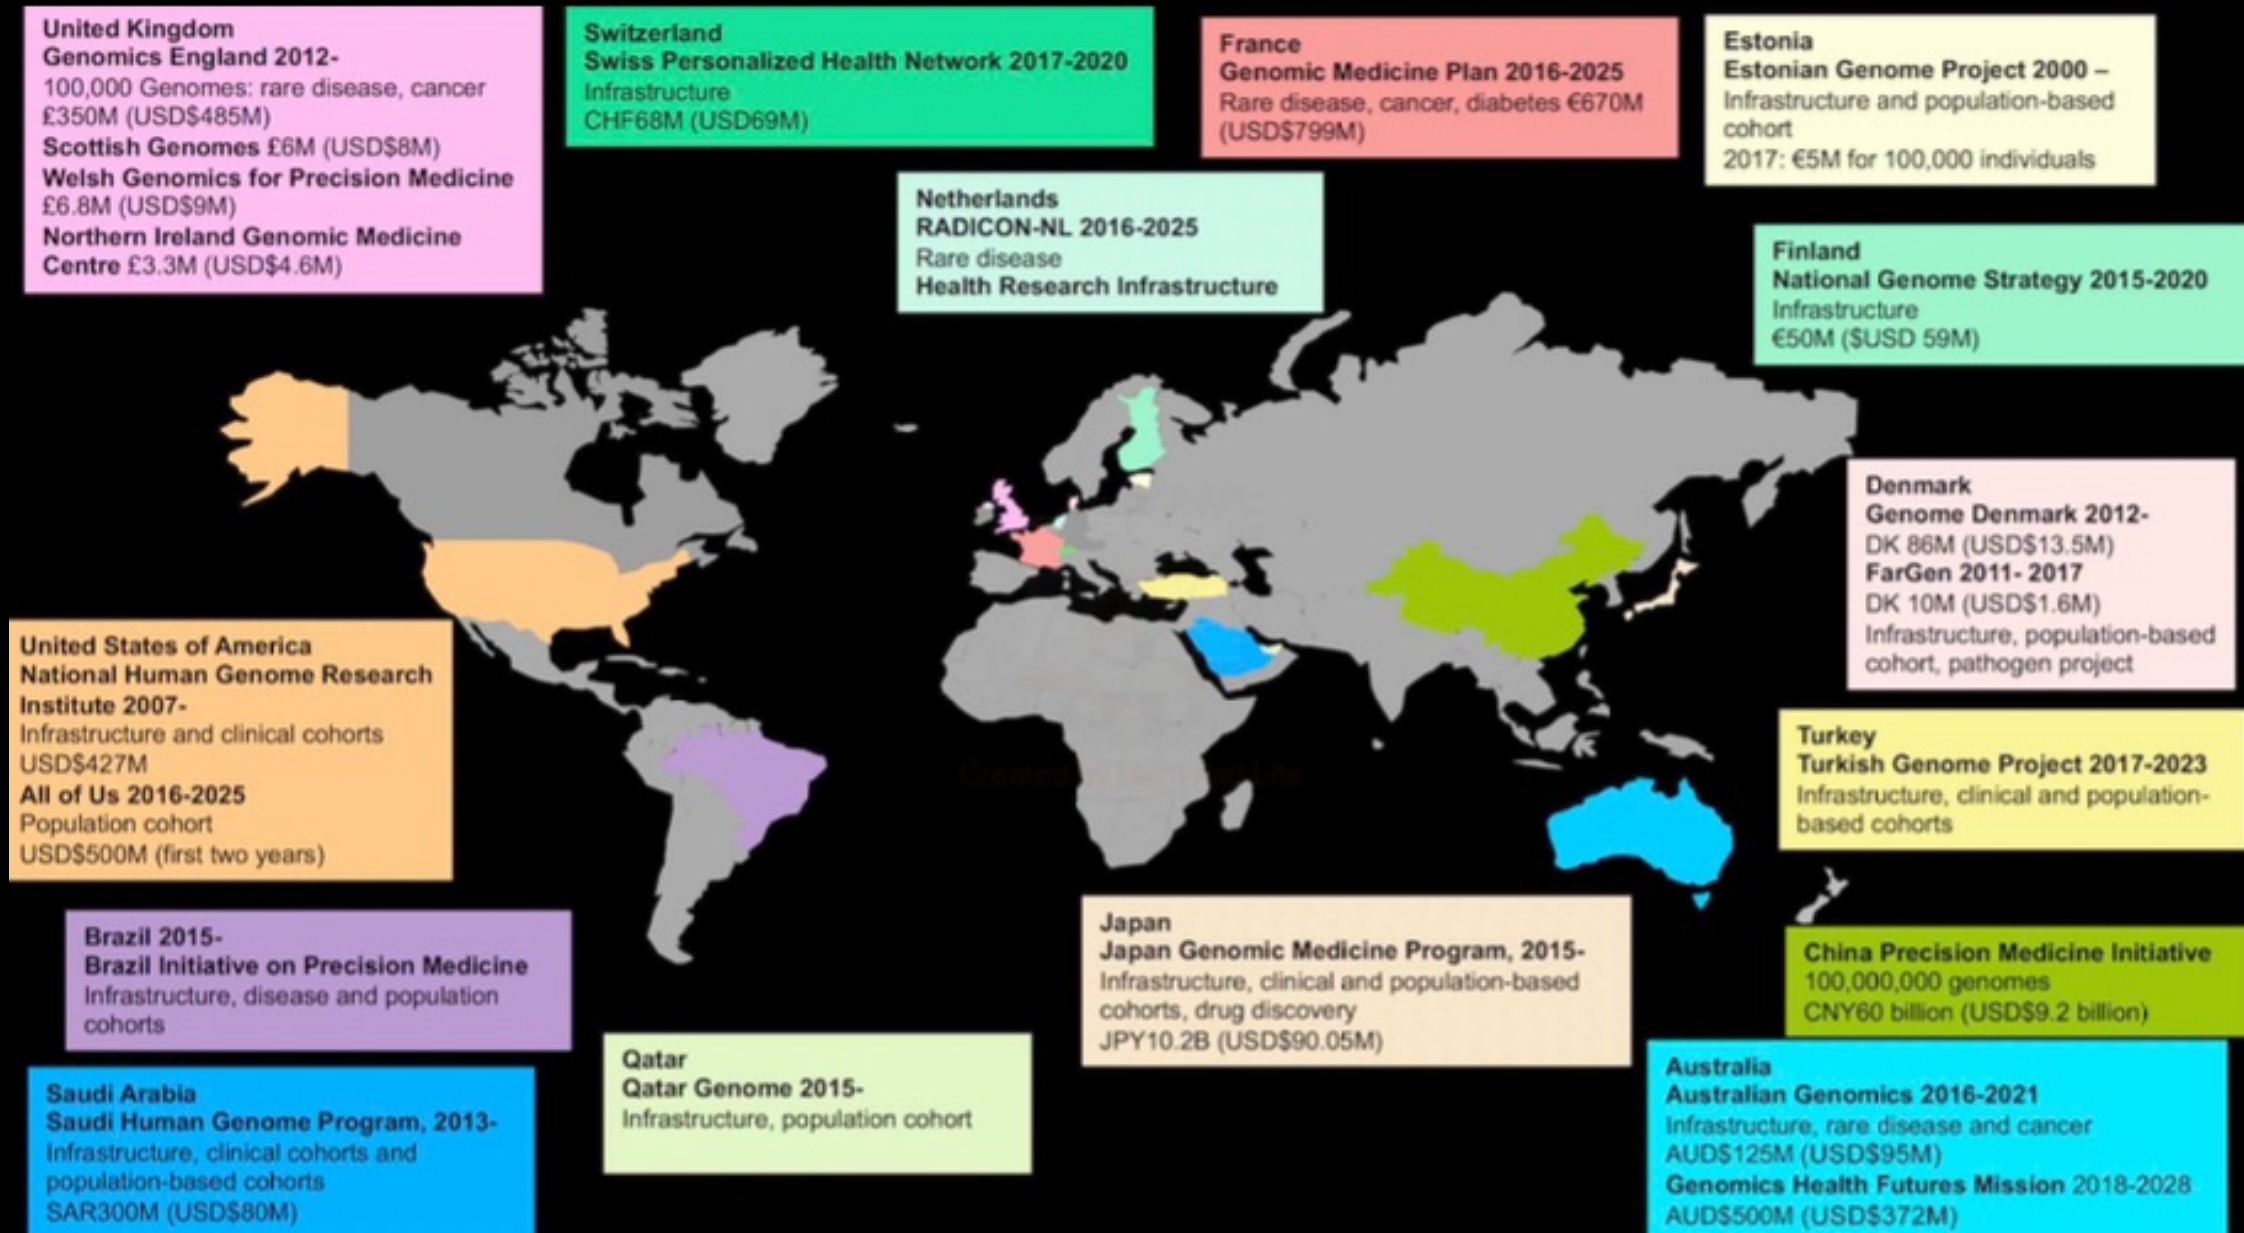 United Kingdom
Genomics England 2012-
100,000 Genomes: rare disease, cancer
£350M (USD$485M)
Scottish Genomes £6M (USD$8M)
Welsh Genomics for Precision Medicine
£6.8M (USD$9M)
Northern Ireland Genomic Medicine
Centre £3.3M (USD$4.6M)
Switzerland
Swiss Personalized Health Network 2017-2020
Infrastructure
CHF68M (USD69M)
France
Genomic Medicine Plan 2016-2025
Rare disease, cancer, diabetes €670M
(USD$799M)
Estonia
Estonian Genome Project 2000 –
Infrastructure and population-based
cohort
2017: €5M for 100,000 individuals
Netherlands
RADICON-NL 2016-2025
Rare disease
Health Research Infrastructure
Finland
National Genome Strategy 2015-2020
Infrastructure
€50M ($USD 59M)
Denmark
Genome Denmark 2012-
DK 86M (USD$13.5M)
FarGen 2011- 2017
DK 10M (USD$1.6M)
Infrastructure, population-based
cohort, pathogen project
United States of America
National Human Genome Research
Institute 2007-
Infrastructure and clinical cohorts
USD$427M
All of Us 2016-2025
Population cohort
USD$500M (first two years)
Turkey
Turkish Genome Project 2017-2023
Infrastructure, clinical and population-
based cohorts
Brazil 2015-
Brazil Initiative on Precision Medicine
Infrastructure, disease and population
cohorts
Japan
Japan Genomic Medicine Program, 2015-
Infrastructure, clinical and population-based
cohorts, drug discovery
JPY10.2B (USD$90.05M)
China Precision Medicine Initiative
100,000,000 genomes
CNY60 billion (USD$9.2 billion)
Saudi Arabia
Saudi Human Genome Program, 2013-
Infrastructure, clinical cohorts and
population-based cohorts
SAR300M (USD$80M)
Qatar
Qatar Genome 2015-
Infrastructure, population cohort
Australia
Australian Genomics 2016-2021
Infrastructure, rare disease and cancer
AUD$125M (USD$95M)
Genomics Health Futures Mission 2018-2028
AUD$500M (USD$372M)